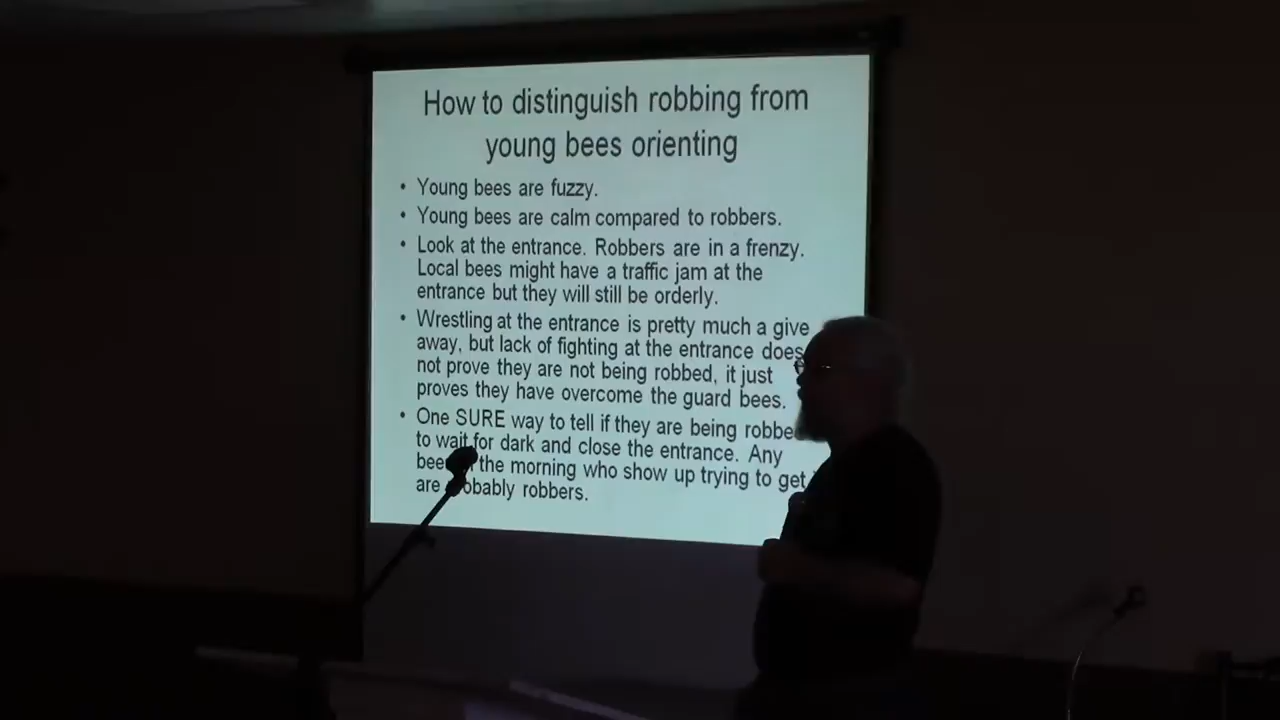 How to distinguish robbing from
young bees orienting
• Young bees are fuzzy.
• Young bees are calm compared to robbers.
• Look at the entrance. Robbers are in a frenzy.
Local bees might have a traffic jam at the
entrance but they will still be orderly.
• Wrestling at the entrance is pretty much a give
away, but lack of fighting at the entrance does
not prove they are not being robbed, it just
proves they have overcome the guard bees.
• One SURE way to tell if they are being robbe
to wait for dark and close the entrance. Any
bee the morning who show up trying to get
are obably robbers.